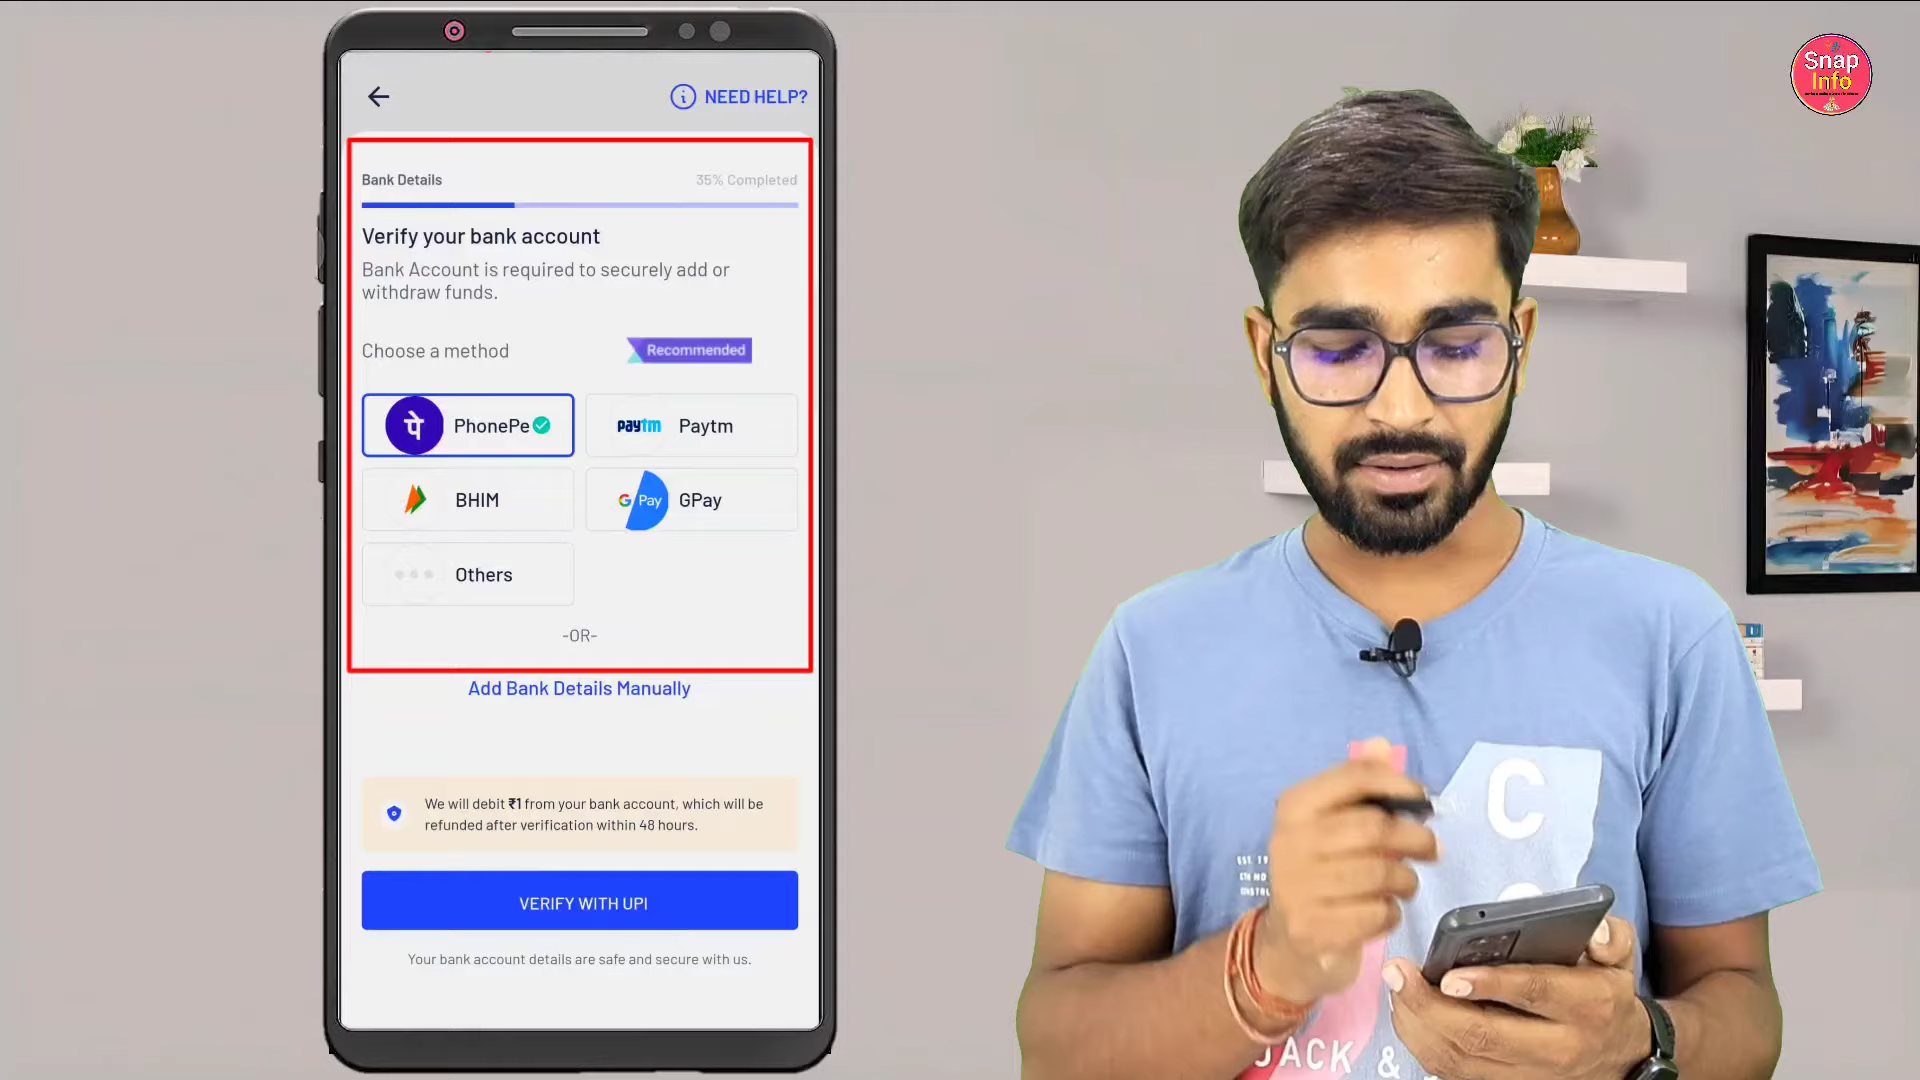 NEED HELP?
Bank Details
35% Completed
Verify your bank account
Bank Account is required to securely add or
withdraw funds.
Choose a method
Recommended
पे PhonePe
paytm Paytm
BHIM
G Pay GPay
Others
-OR-
Add Bank Details Manually
We will debit ₹1 from your bank account, which will be
refunded after verification within 48 hours.
VERIFY WITH UPI
Your bank account details are safe and secure with us.
Snap
Info
C
JACK &